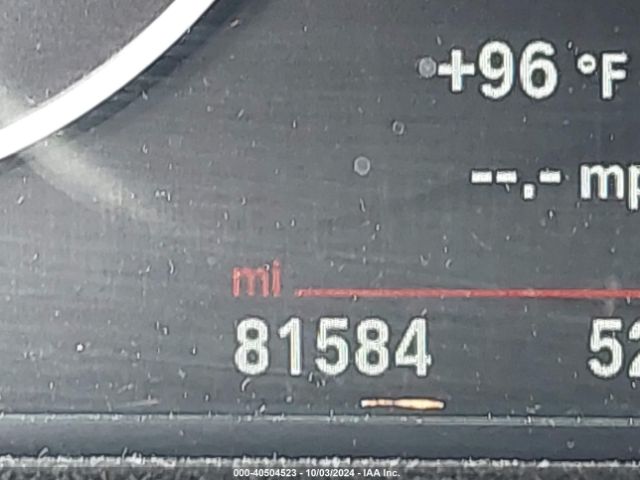 +96 °F
--.- mp
mi
81584 52
000-40504523 - 10/03/2024 - IAA Inc.